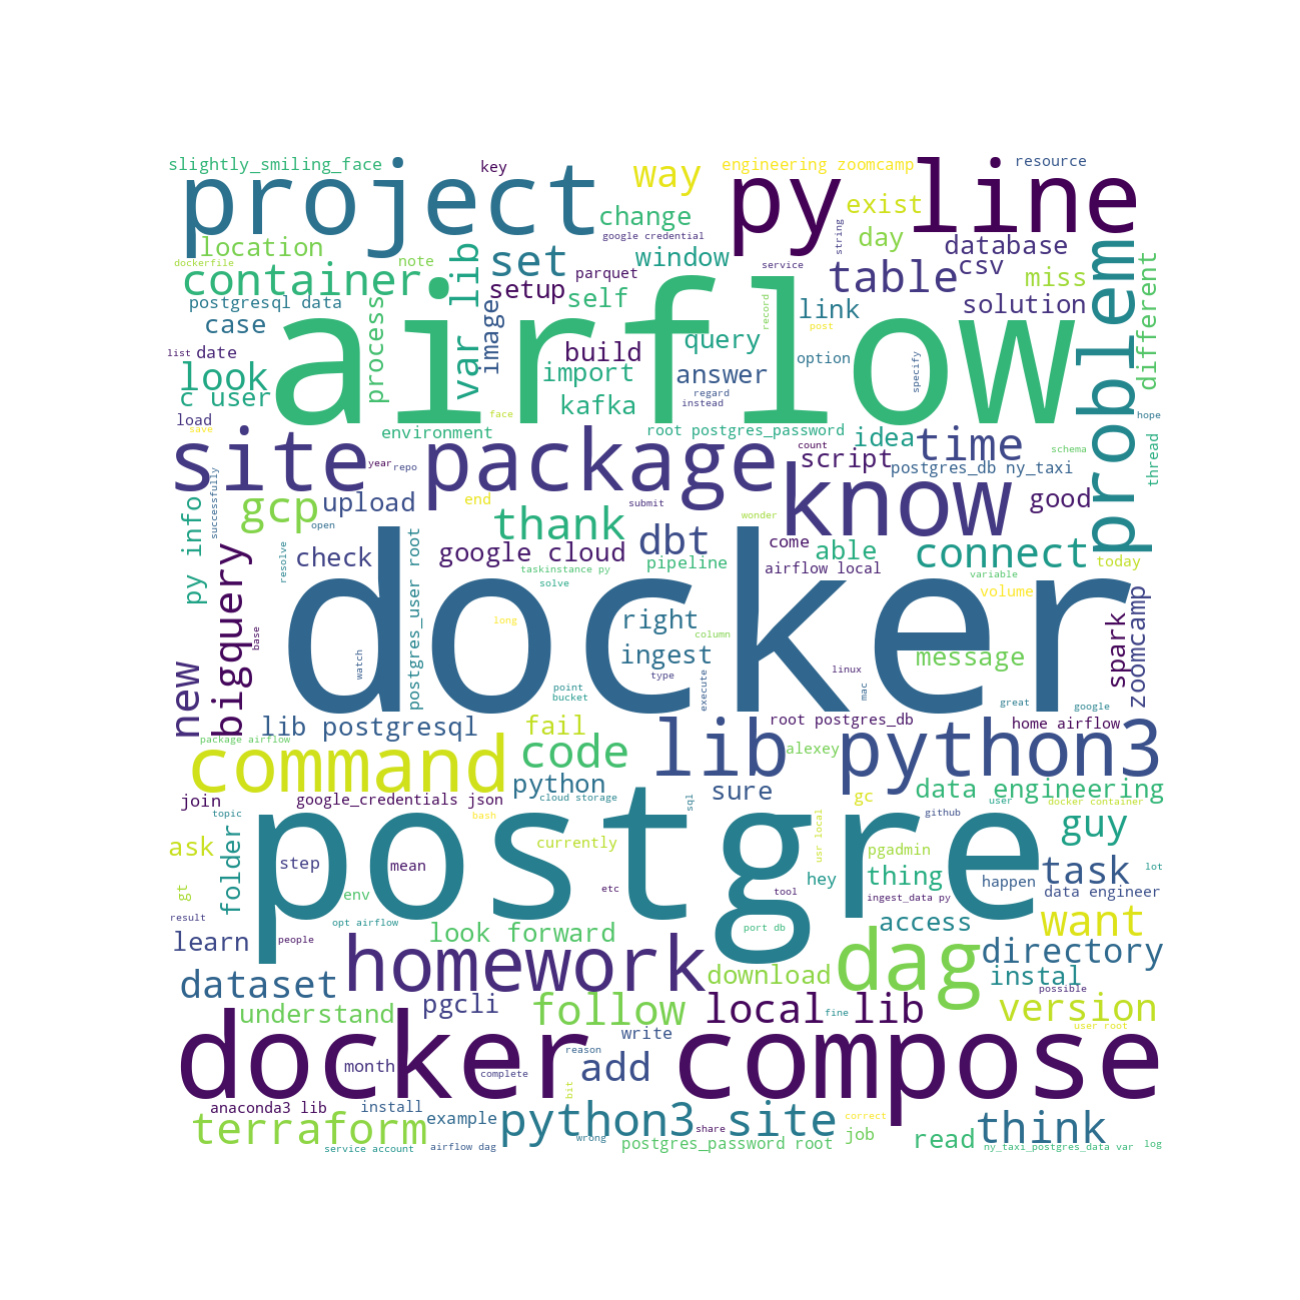 slightly_smiling_face
project
key
way
engineering zoomcamp
resource
py line
change
exist
google credential
string
location
day
database
dockerfile
note
var lib
set
window
service
container
parquet
table
csv
miss
problem
different
setup
self
postgresql data
process
image
record
link
solution
case
airflow
post
query
list
date
build
option
specify
look
import
answer
c user
kafka
regard
instead
load
face
hope
save
environment
root postgres_password
idea
time
thread
site package
year
repo
count
script
schema
postgres_db ny_taxi
successfully
know
py info
gcp
upload
end
submit
good
open
thank
wonder
dbt
come
able
connect
check
google cloud
resolve
taskinstance py
pipeline
airflow local
today
bigquery
postgres_user root
solve
variable
volume
docker
spark
zoomcamp
base
long
right
column
watch
ingest
message
new
type
linux
execute
mac
point
bucket
great
google
lib postgresql
fail
root postgres_db
home airflow
package airflow
command
code
lib python3
alexey
python
cloud storage
sure
data engineering
join
google_credentials json
sql
gc
user
docker container
topic
bash
github
usr local
guy
postgre
folder
ask
currently
pgadmin
step
mean
thing
task
lot
hey
happen
gt
env
etc
tool
ingest_data py
data engineer
result
opt airflow
access
want
learn
people
look forward
port db
homework
dag
directory
dataset
download
instal
possible
pgcli
follow
local lib
version
understand
fine
user root
docker compose
write
reason
month
add
complete
bit
anaconda3 lib
install
example
python3 site
correct
terraform
share
think
wrong
job
read
service account
airflow dag
postgres_password root
ny_taxi_postgres_data var
log